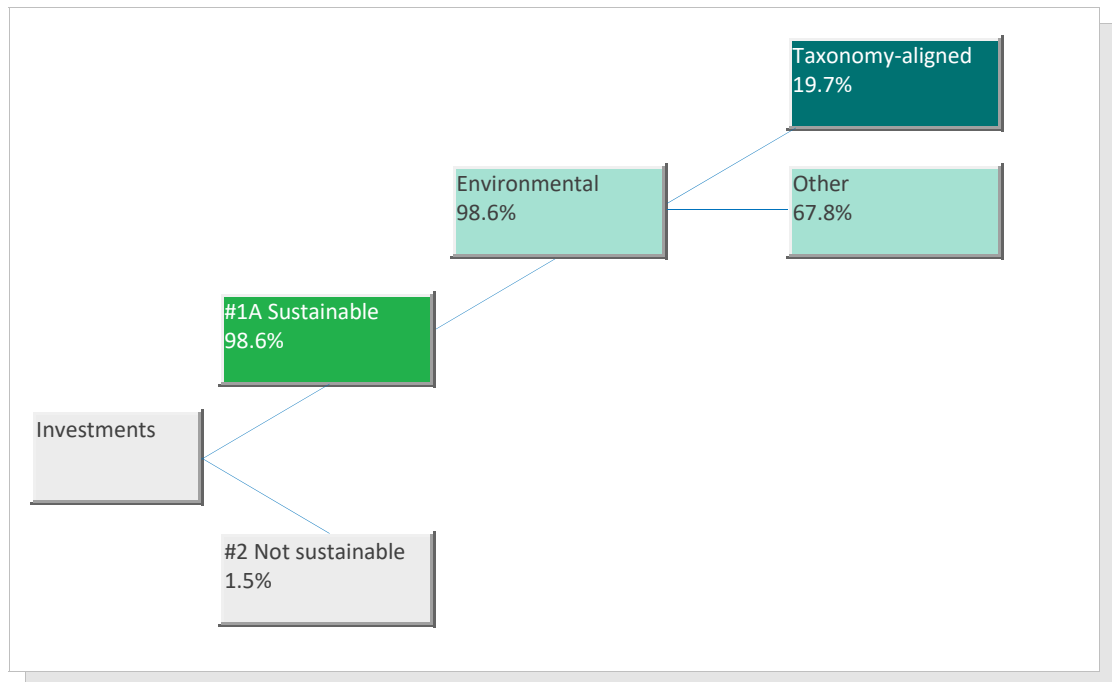 Taxonomy-aligned
19.7%
Environmental
98.6%
Other
67.8%
#1A Sustainable
98.6%
Investments
#2 Not sustainable
1.5%